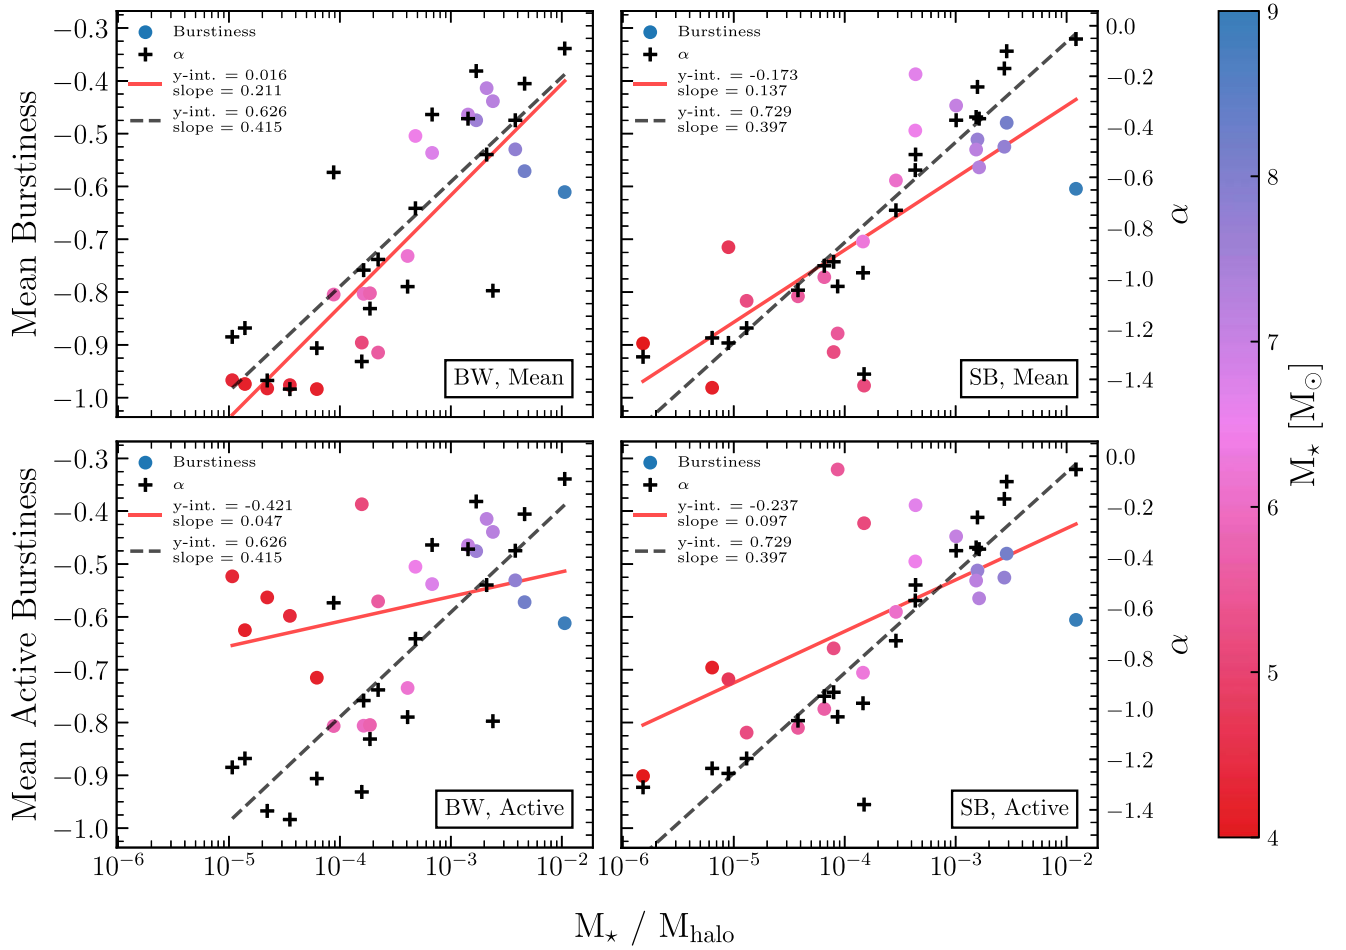 Burstiness
α
y-int. = 0.016
slope = 0.211
y-int. = 0.626
slope = 0.415
BW, Mean
−0.3
−0.4
−0.5
−0.6
−0.7
−0.8
−0.9
−1.0
Mean Burstiness
Burstiness
α
y-int. = -0.173
slope = 0.137
y-int. = 0.729
slope = 0.397
SB, Mean
0.0
−0.2
−0.4
−0.6
−0.8
−1.0
−1.2
−1.4
α
Burstiness
α
y-int. = -0.421
slope = 0.047
y-int. = 0.626
slope = 0.415
BW, Active
−0.3
−0.4
−0.5
−0.6
−0.7
−0.8
−0.9
−1.0
Mean Active Burstiness
10⁻⁶ 10⁻⁵ 10⁻⁴ 10⁻³ 10⁻²
Burstiness
α
y-int. = -0.237
slope = 0.097
y-int. = 0.729
slope = 0.397
SB, Active
0.0
−0.2
−0.4
−0.6
−0.8
−1.0
−1.2
−1.4
α
10⁻⁶ 10⁻⁵ 10⁻⁴ 10⁻³ 10⁻²
M⋆ / Mhalo
9
8
7
6
5
4
M⋆ [M⊙]